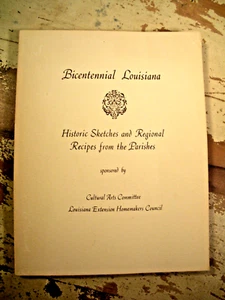 Bicentennial Louisiana
Historic Sketches and Regional
Recipes from the Parishes
sponsored by
Cultural Arts Committee
Louisiana Extension Homemakers Council